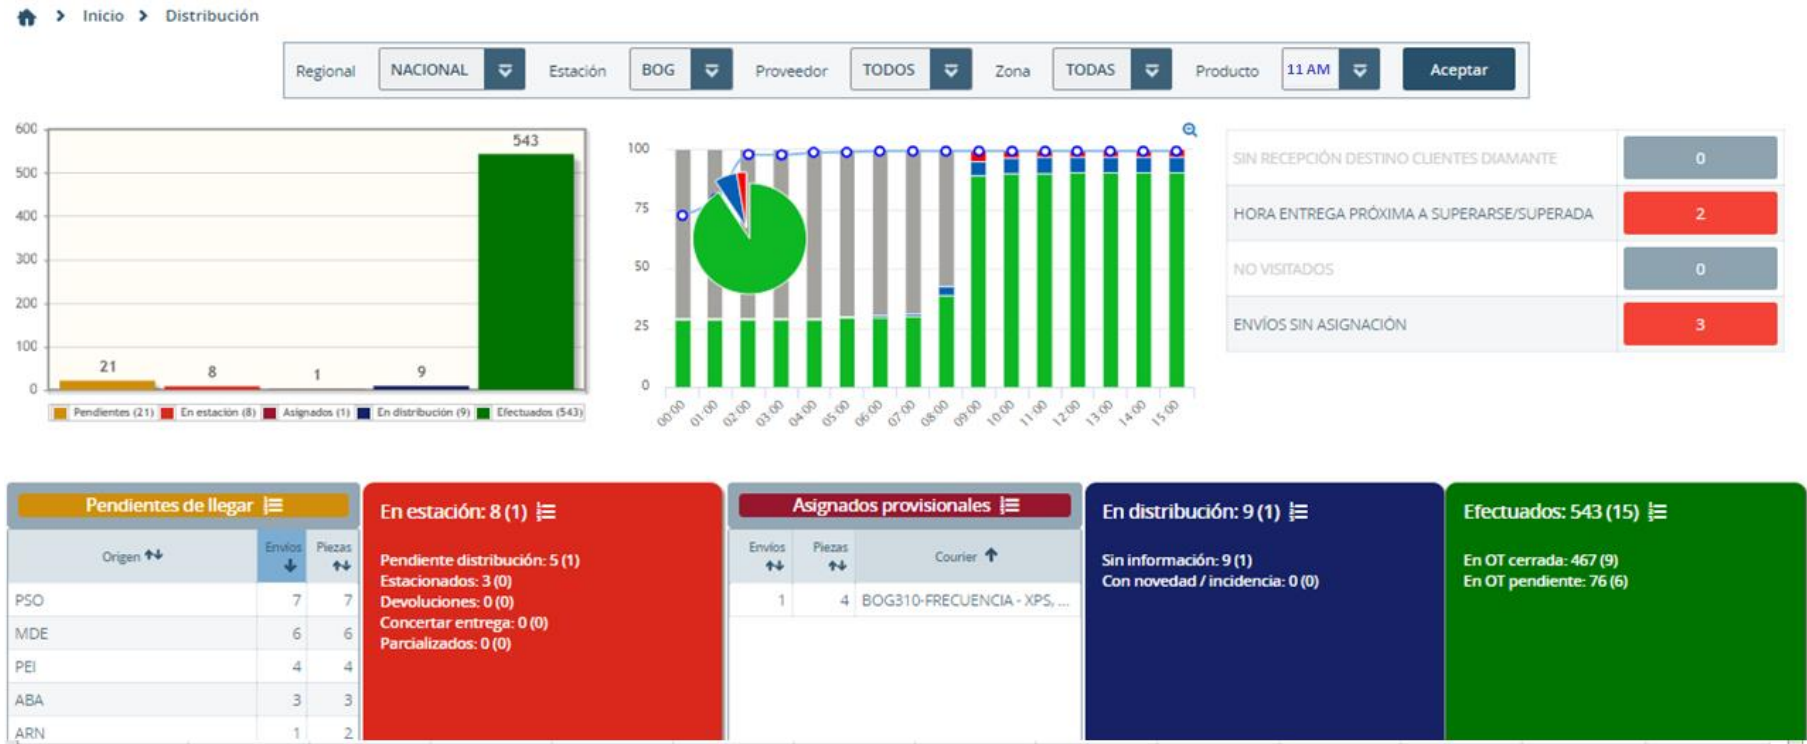 Inicio Distribución
Regional NACIONAL Estación BOG Proveedor TODOS Zona TODAS Producto 11 AM Aceptar
600
500
400
300
200
100
0
21
8
1
9
543
Pendientes (21) En estación (8) Asignados (1) En distribución (9) Efectuados (543)
100
75
50
25
0
00:00 01:00 02:00 03:00 04:00 05:00 06:00 07:00 08:00 09:00 10:00 11:00 12:00 13:00 14:00 15:00
SIN RECEPCIÓN DESTINO CLIENTES DIAMANTE 0
HORA ENTREGA PRÓXIMA A SUPERARSE/SUPERADA 2
NO VISITADOS 0
ENVÍOS SIN ASIGNACIÓN 3
Pendientes de llegar
Origen Envíos Piezas
PSO 7 7
MDE 6 6
PEI 4 4
ABA 3 3
ARN 1 2
En estación: 8 (1)
Pendiente distribución: 5 (1)
Estacionados: 3 (0)
Devoluciones: 0 (0)
Concertar entrega: 0 (0)
Parcializados: 0 (0)
Asignados provisionales
Envíos Piezas Courier
1 4 BOG310-FRECUENCIA - XPS, ...
En distribución: 9 (1)
Sin información: 9 (1)
Con novedad / incidencia: 0 (0)
Efectuados: 543 (15)
En OT cerrada: 467 (9)
En OT pendiente: 76 (6)